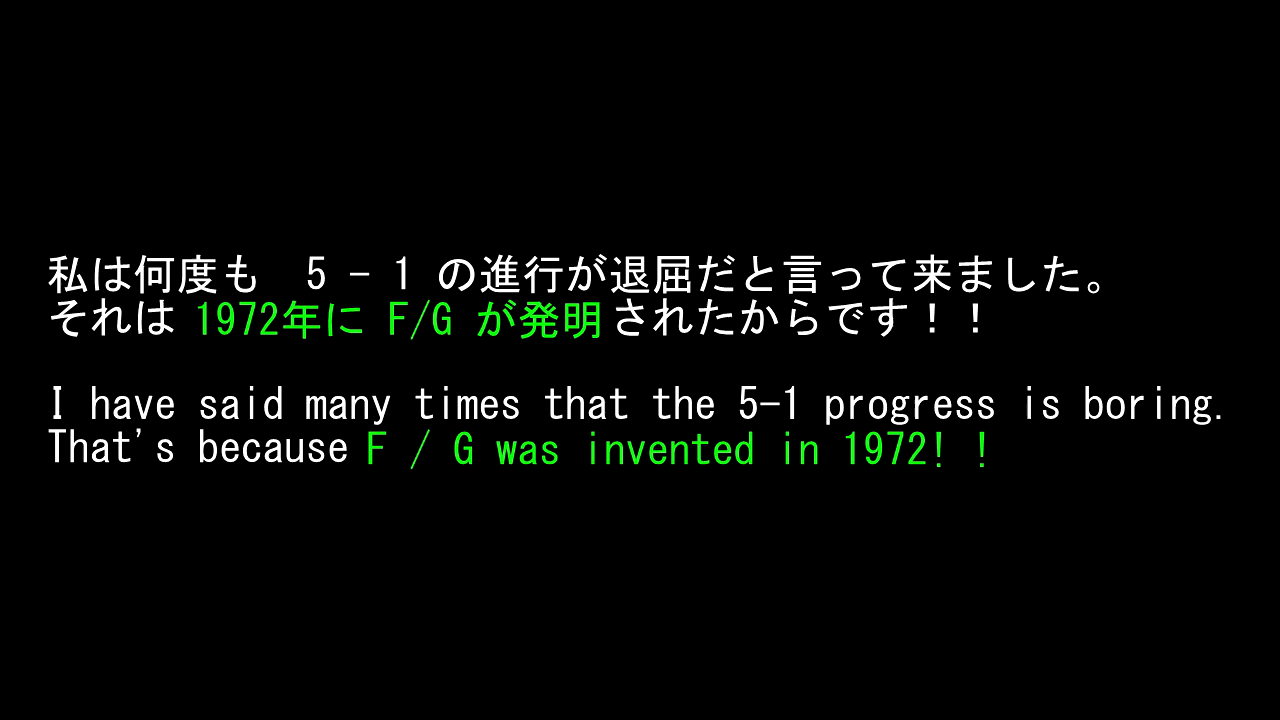 私は何度も　5 - 1 の進行が退屈だと言って来ました。
それは 1972年に F/G が発明されたからです！！
I have said many times that the 5-1 progress is boring.
That's because F / G was invented in 1972! !